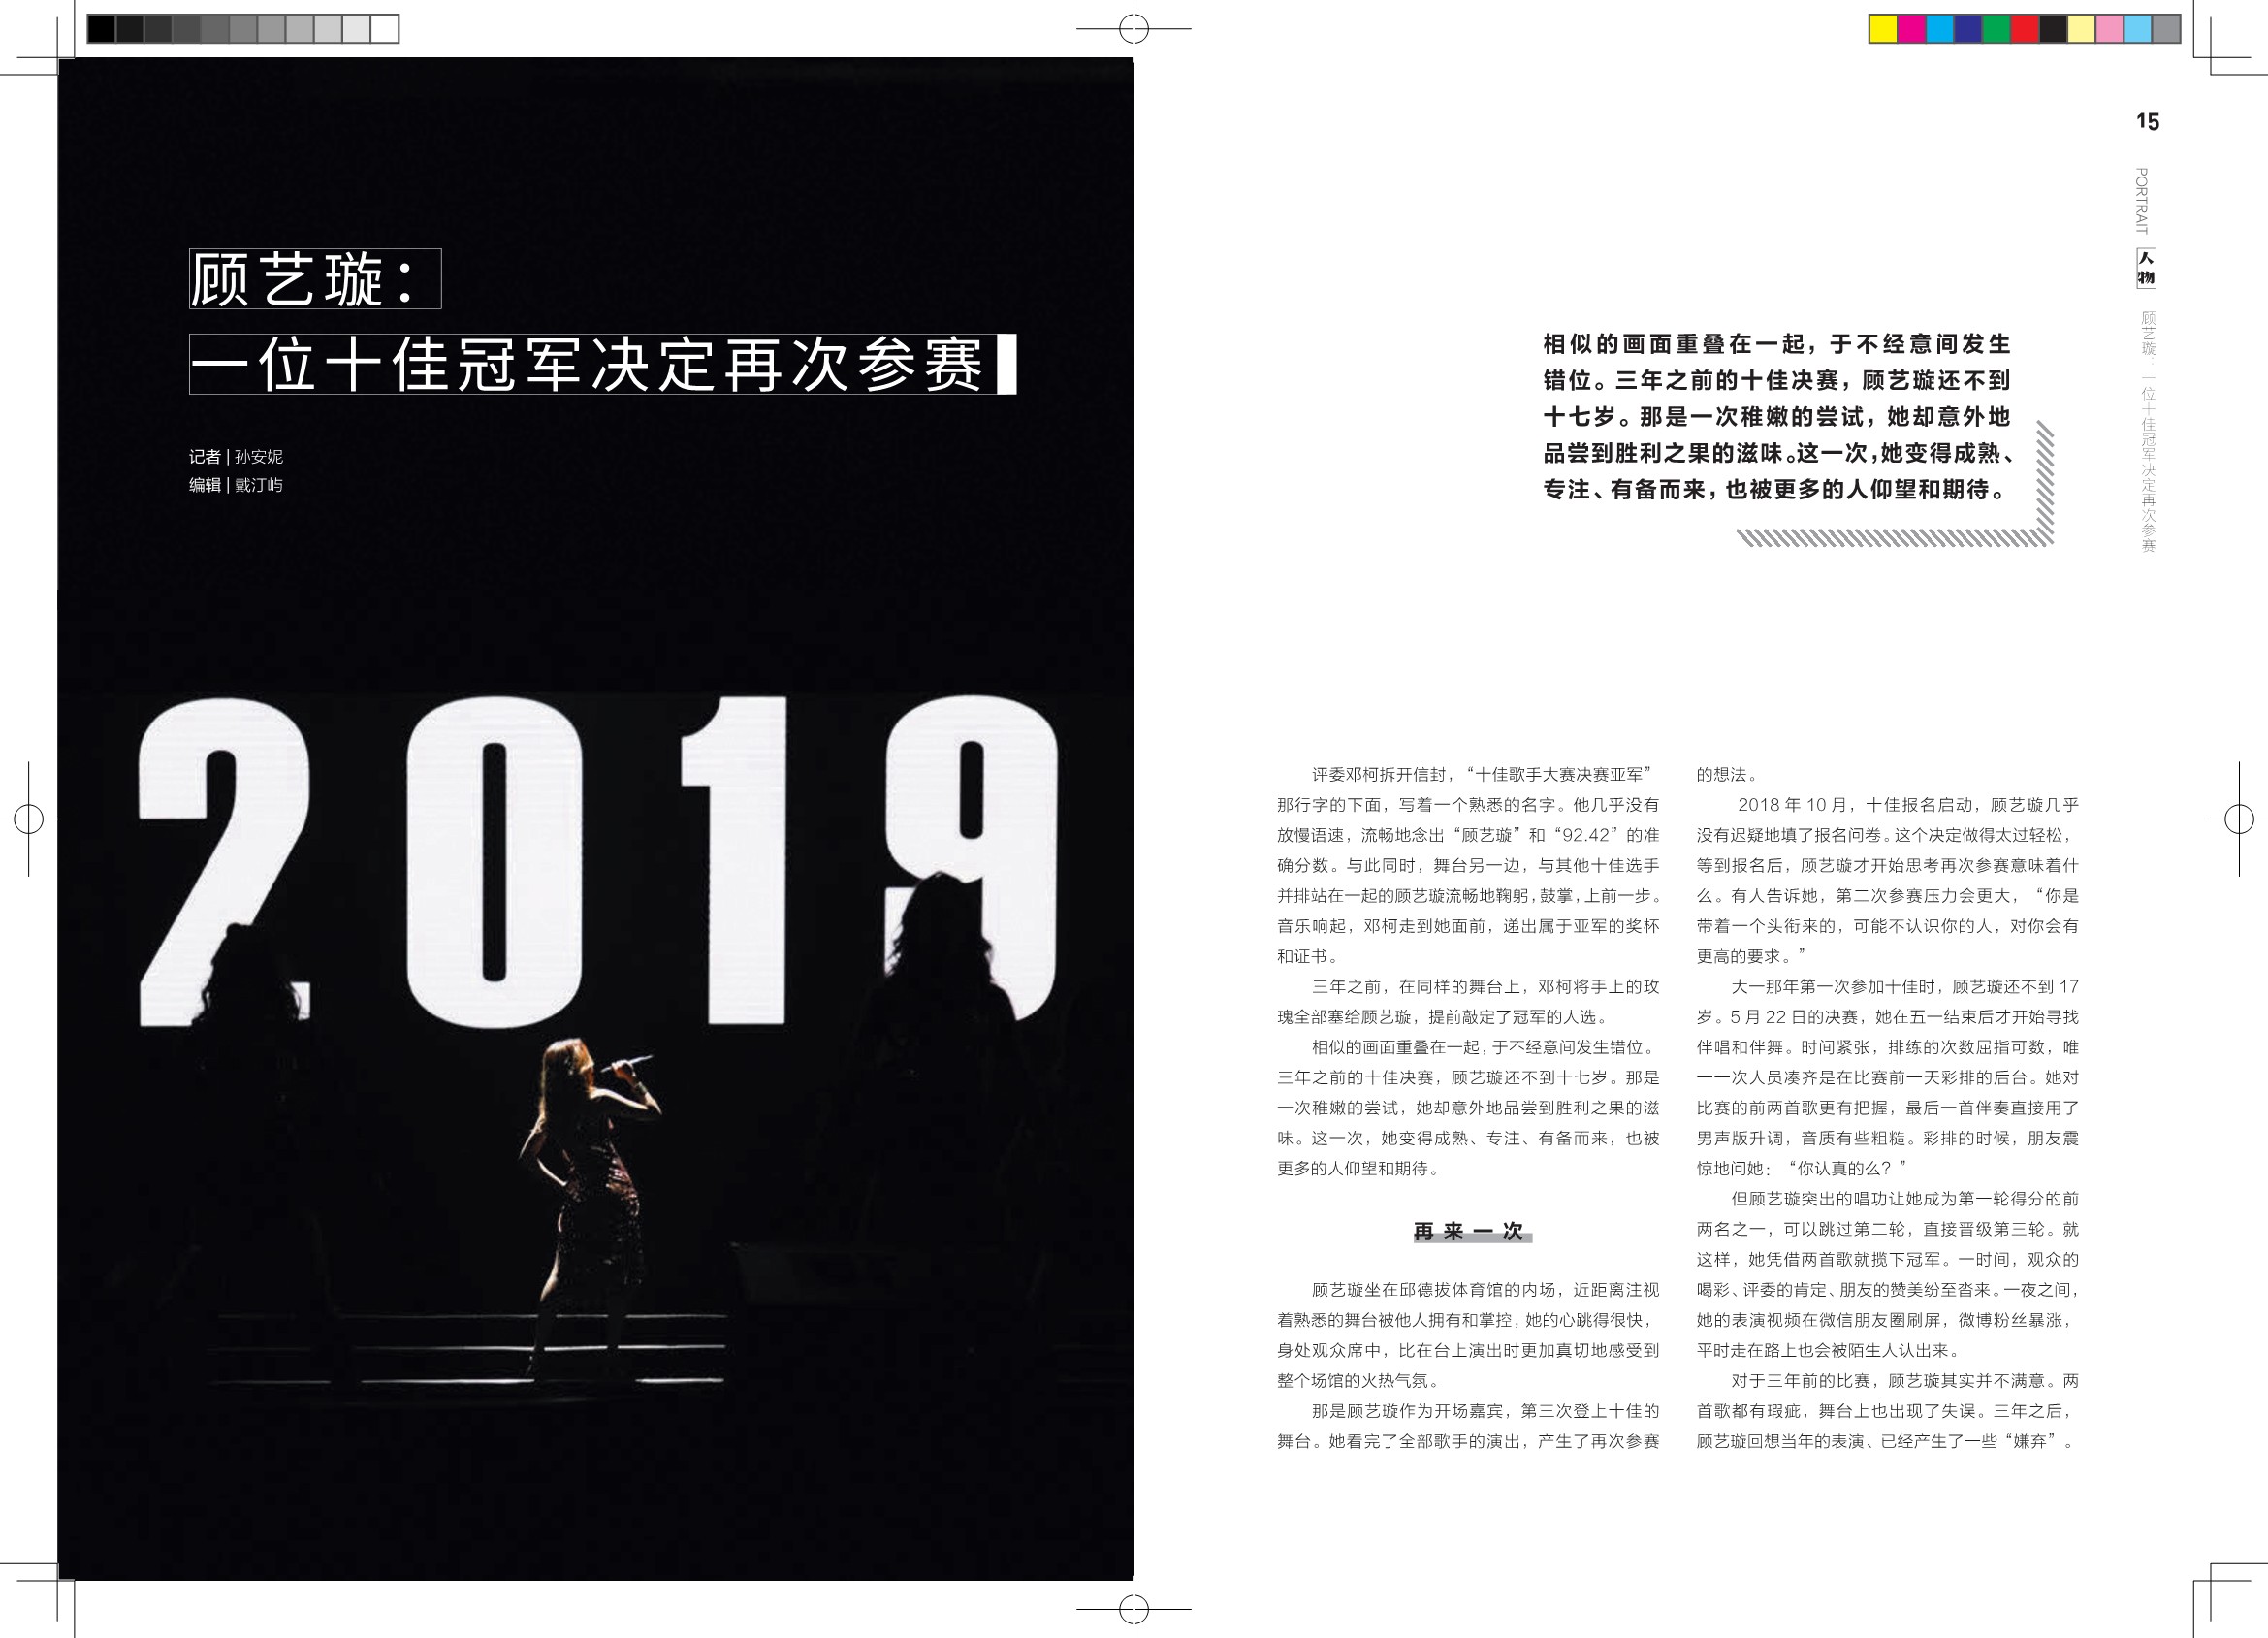 顾艺璇：
一位十佳冠军决定再次参赛
记者 | 孙安妮
编辑 | 戴汀屿
2019
15
PORTRAIT
人物
顾艺璇：一位十佳冠军决定再次参赛
相似的画面重叠在一起，于不经意间发生
错位。三年之前的十佳决赛，顾艺璇还不到
十七岁。那是一次稚嫩的尝试，她却意外地
品尝到胜利之果的滋味。这一次，她变得成熟、
专注、有备而来，也被更多的人仰望和期待。
评委邓柯拆开信封，“十佳歌手大赛决赛亚军”
那行字的下面，写着一个熟悉的名字。他几乎没有
放慢语速，流畅地念出“顾艺璇”和“92.42”的准
确分数。与此同时，舞台另一边，与其他十佳选手
并排站在一起的顾艺璇流畅地鞠躬，鼓掌，上前一步。
音乐响起，邓柯走到她面前，递出属于亚军的奖杯
和证书。
三年之前，在同样的舞台上，邓柯将手上的玫
瑰全部塞给顾艺璇，提前敲定了冠军的人选。
相似的画面重叠在一起，于不经意间发生错位。
三年之前的十佳决赛，顾艺璇还不到十七岁。那是
一次稚嫩的尝试，她却意外地品尝到胜利之果的滋
味。这一次，她变得成熟、专注、有备而来，也被
更多的人仰望和期待。
再来一次
顾艺璇坐在邱德拔体育馆的内场，近距离注视
着熟悉的舞台被他人拥有和掌控，她的心跳得很快，
身处观众席中，比在台上演出时更加真切地感受到
整个场馆的火热气氛。
那是顾艺璇作为开场嘉宾，第三次登上十佳的
舞台。她看完了全部歌手的演出，产生了再次参赛
的想法。
2018 年 10 月，十佳报名启动，顾艺璇几乎
没有迟疑地填了报名问卷。这个决定做得太过轻松，
等到报名后，顾艺璇才开始思考再次参赛意味着什
么。有人告诉她，第二次参赛压力会更大，“你是
带着一个头衔来的，可能不认识你的人，对你会有
更高的要求。”
大一那年第一次参加十佳时，顾艺璇还不到 17
岁。5 月 22 日的决赛，她在五一结束后才开始寻找
伴唱和伴舞。时间紧张，排练的次数屈指可数，唯
一一次人员凑齐是在比赛前一天彩排的后台。她对
比赛的前两首歌更有把握，最后一首伴奏直接用了
男声版升调，音质有些粗糙。彩排的时候，朋友震
惊地问她：“你认真的么？”
但顾艺璇突出的唱功让她成为第一轮得分的前
两名之一，可以跳过第二轮，直接晋级第三轮。就
这样，她凭借两首歌就揽下冠军。一时间，观众的
喝彩、评委的肯定、朋友的赞美纷至沓来。一夜之间，
她的表演视频在微信朋友圈刷屏，微博粉丝暴涨，
平时走在路上也会被陌生人认出来。
对于三年前的比赛，顾艺璇其实并不满意。两
首歌都有瑕疵，舞台上也出现了失误。三年之后，
顾艺璇回想当年的表演、已经产生了一些“嫌弃”。